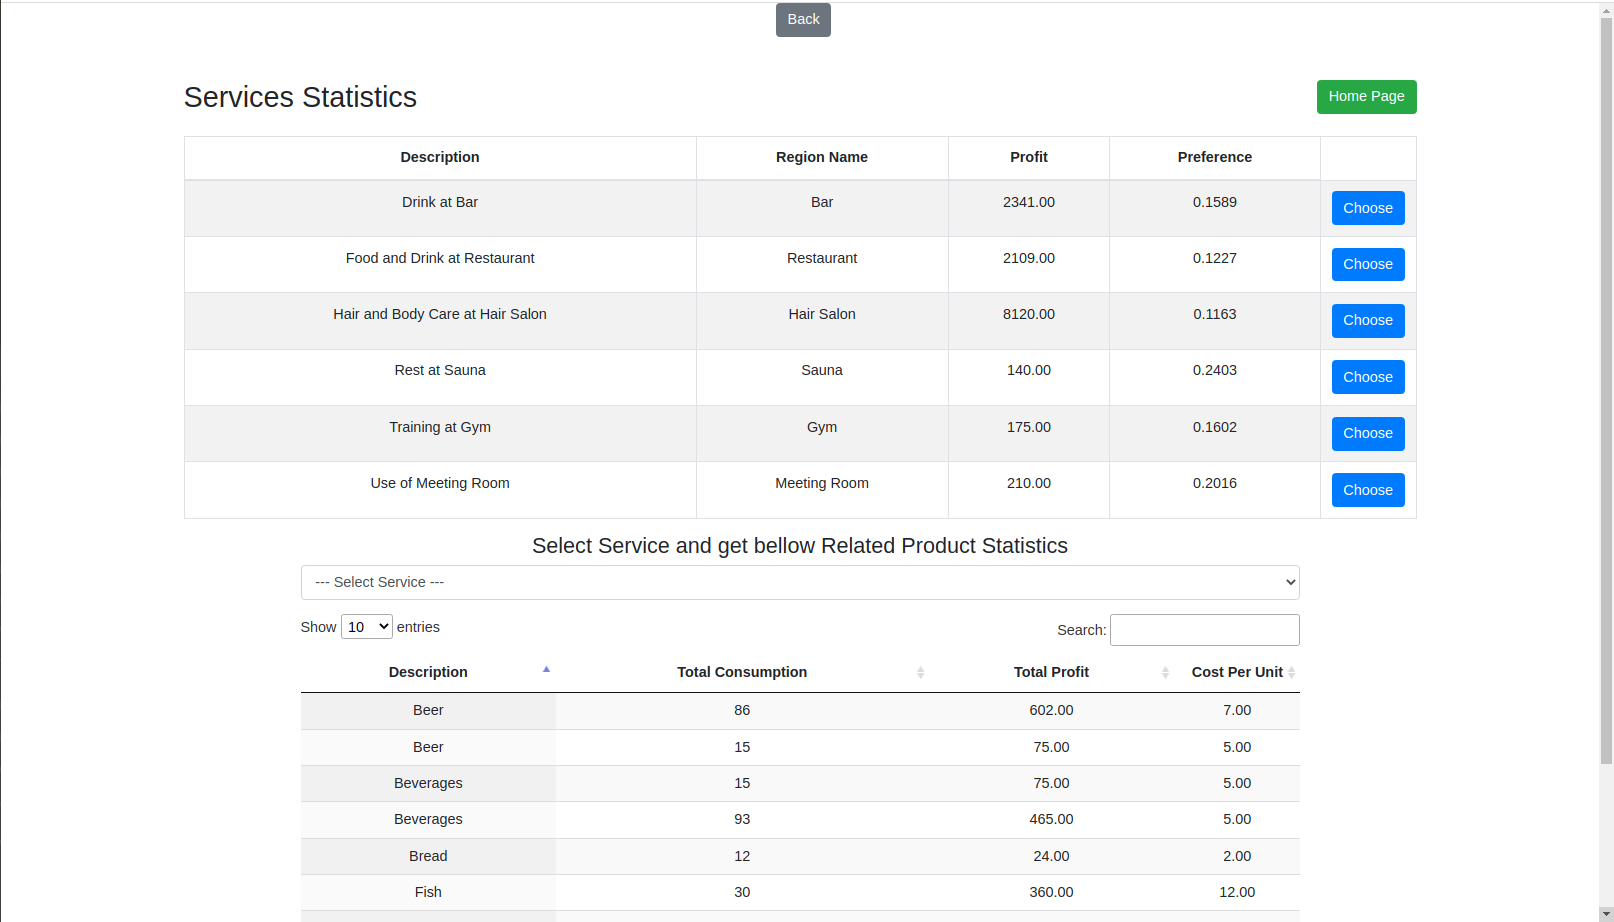 Back
Services Statistics
Home Page
Description Region Name Profit Preference
Drink at Bar Bar 2341.00 0.1589 Choose
Food and Drink at Restaurant Restaurant 2109.00 0.1227 Choose
Hair and Body Care at Hair Salon Hair Salon 8120.00 0.1163 Choose
Rest at Sauna Sauna 140.00 0.2403 Choose
Training at Gym Gym 175.00 0.1602 Choose
Use of Meeting Room Meeting Room 210.00 0.2016 Choose
Select Service and get bellow Related Product Statistics
--- Select Service ---
Show 10 entries Search:
Description Total Consumption Total Profit Cost Per Unit
Beer 86 602.00 7.00
Beer 15 75.00 5.00
Beverages 15 75.00 5.00
Beverages 93 465.00 5.00
Bread 12 24.00 2.00
Fish 30 360.00 12.00